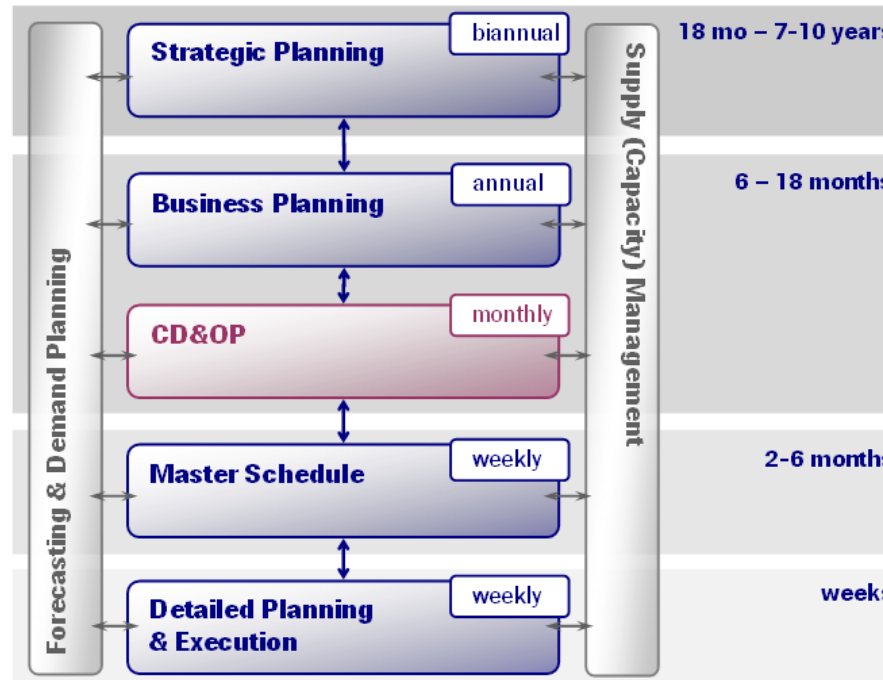 biannual
Strategic Planning
18 mo – 7-10 years
annual
Business Planning
6 – 18 months
monthly
CD&OP
weekly
Master Schedule
2-6 months
weekly
Detailed Planning
& Execution
weeks
Forecasting & Demand Planning
Supply (Capacity) Management